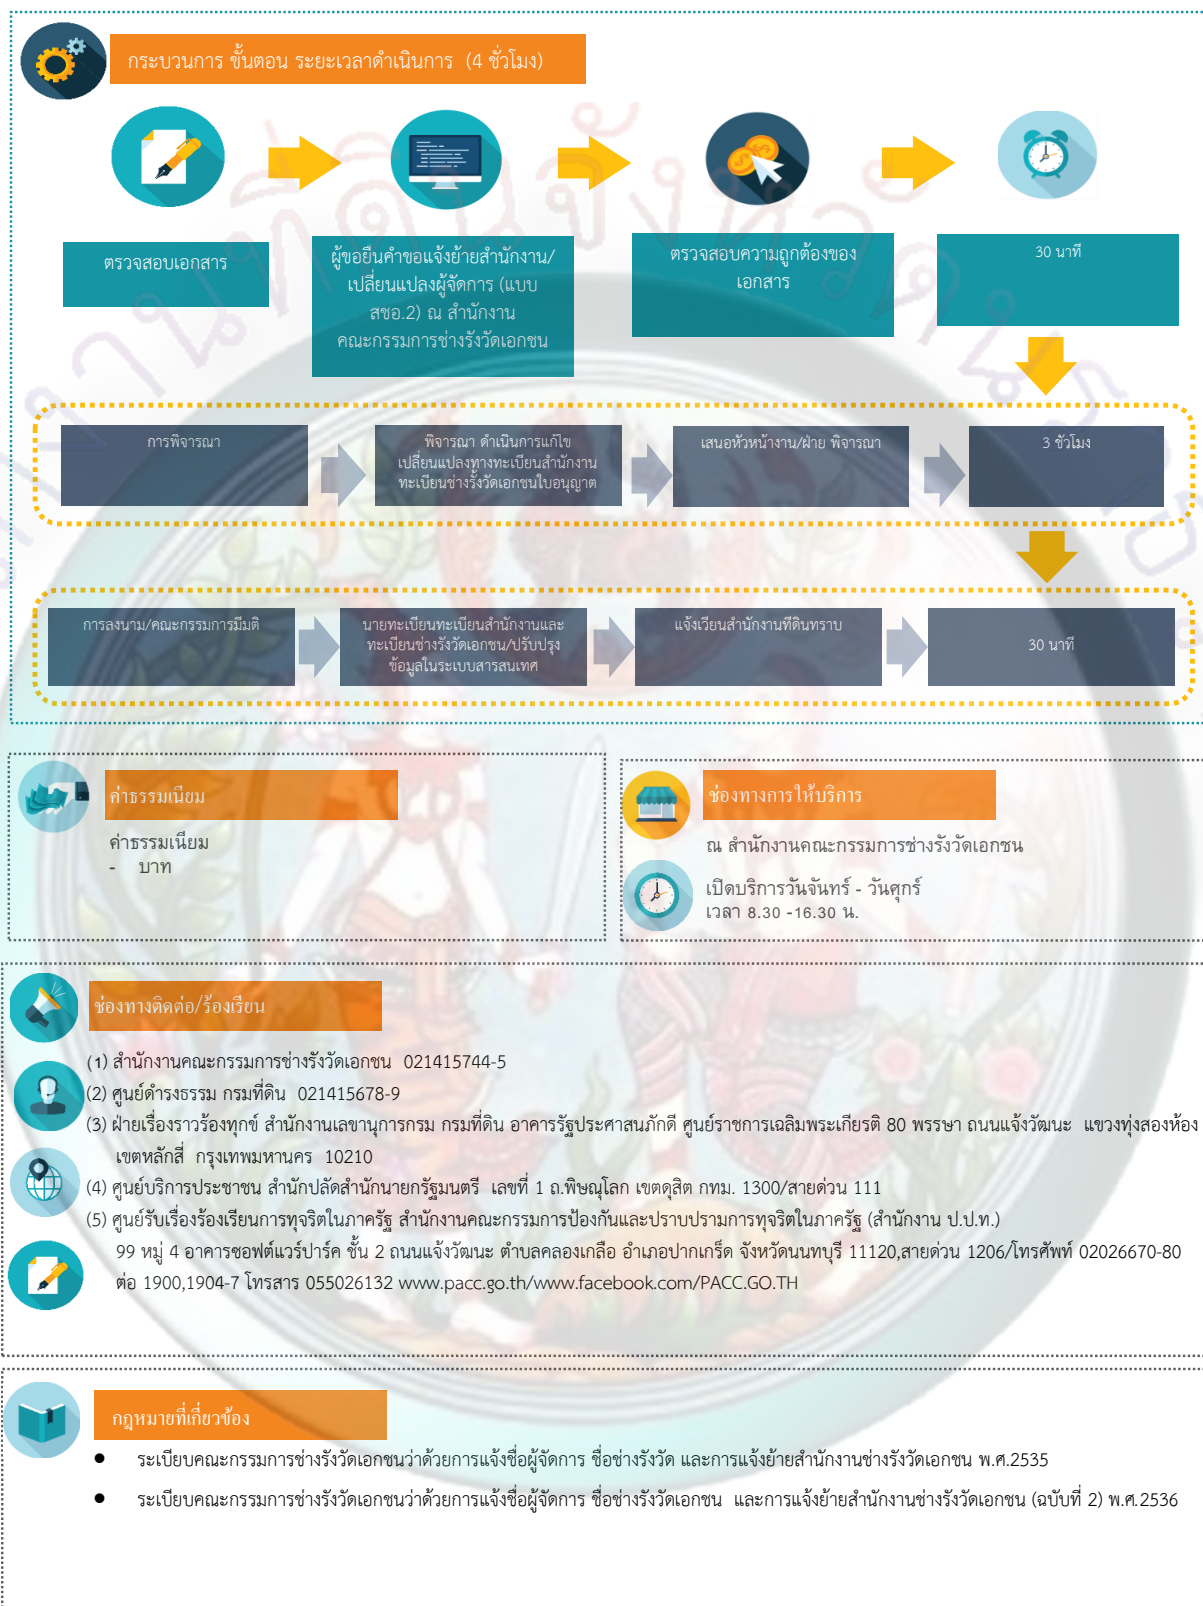 กระบวนการ ขั้นตอน ระยะเวลาดำเนินการ (4 ชั่วโมง)
ตรวจสอบเอกสาร
ผู้ขอยื่นคำขอแจ้งย้ายสำนักงาน/
เปลี่ยนแปลงผู้จัดการ (แบบ
สชอ.2) ณ สำนักงาน
คณะกรรมการช่างรังวัดเอกชน
ตรวจสอบความถูกต้องของ
เอกสาร
30 นาที
การพิจารณา
พิจารณา ดำเนินการแก้ไข
เปลี่ยนแปลงทางทะเบียนสำนักงาน
ทะเบียนช่างรังวัดเอกชนใบอนุญาต
เสนอหัวหน้างาน/ฝ่าย พิจารณา
3 ชั่วโมง
การลงนาม/คณะกรรมการมีมติ
นายทะเบียนทะเบียนสำนักงานและ
ทะเบียนช่างรังวัดเอกชน/ปรับปรุง
ข้อมูลในระเบบสารสนเทศ
แจ้งเวียนสำนักงานที่ดินทราบ
30 นาที
ค่าธรรมเนียม
ค่าธรรมเนียม
- บาท
ช่องทางการให้บริการ
ณ สำนักงานคณะกรรมการช่างรังวัดเอกชน
เปิดบริการวันจันทร์ - วันศุกร์
เวลา 8.30 -16.30 น.
ช่องทางติดต่อ/ร้องเรียน
(1) สำนักงานคณะกรรมการช่างรังวัดเอกชน 021415744-5
(2) ศูนย์ดำรงธรรม กรมที่ดิน 021415678-9
(3) ฝ่ายเรื่องราวร้องทุกข์ สำนักงานเลขานุการกรม กรมที่ดิน อาคารรัฐประศาสนภักดี ศูนย์ราชการเฉลิมพระเกียรติ 80 พรรษา ถนนแจ้งวัฒนะ แขวงทุ่งสองห้อง
เขตหลักสี่ กรุงเทพมหานคร 10210
(4) ศูนย์บริการประชาชน สำนักปลัดสำนักนายกรัฐมนตรี เลขที่ 1 ถ.พิษณุโลก เขตดุสิต กทม. 1300/สายด่วน 111
(5) ศูนย์รับเรื่องร้องเรียนการทุจริตในภาครัฐ สำนักงานคณะกรรมการป้องกันและปราบปรามการทุจริตในภาครัฐ (สำนักงาน ป.ป.ท.)
99 หมู่ 4 อาคารซอฟต์แวร์ปาร์ค ชั้น 2 ถนนแจ้งวัฒนะ ตำบลคลองเกลือ อำเภอปากเกร็ด จังหวัดนนทบุรี 11120,สายด่วน 1206/โทรศัพท์ 02026670-80
ต่อ 1900,1904-7 โทรสาร 055026132 www.pacc.go.th/www.facebook.com/PACC.GO.TH
กฎหมายที่เกี่ยวข้อง
● ระเบียบคณะกรรมการช่างรังวัดเอกชนว่าด้วยการแจ้งชื่อผู้จัดการ ชื่อช่างรังวัด และการแจ้งย้ายสำนักงานช่างรังวัดเอกชน พ.ศ.2535
● ระเบียบคณะกรรมการช่างรังวัดเอกชนว่าด้วยการแจ้งชื่อผู้จัดการ ชื่อช่างรังวัดเอกชน และการแจ้งย้ายสำนักงานช่างรังวัดเอกชน (ฉบับที่ 2) พ.ศ.2536